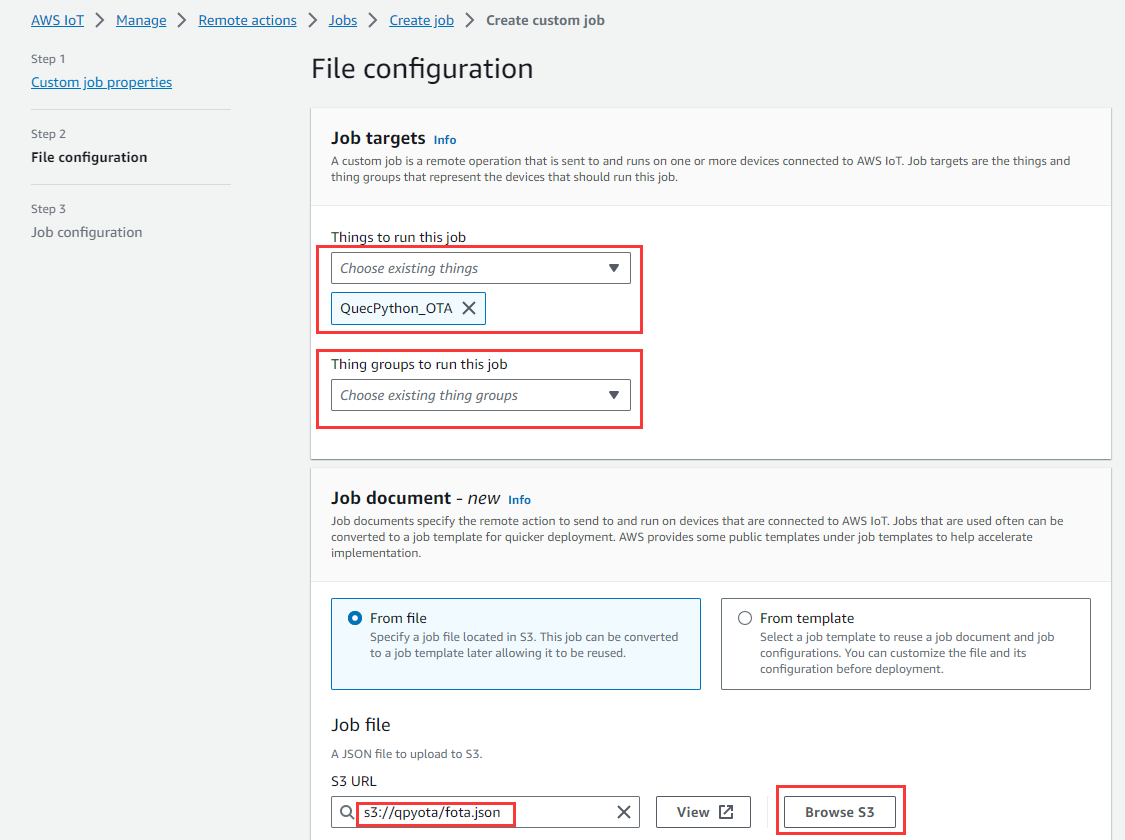 AWS IoT > Manage > Remote actions > Jobs > Create job > Create custom job
Step 1
Custom job properties
Step 2
File configuration
Step 3
Job configuration
File configuration
Job targets Info
A custom job is a remote operation that is sent to and runs on one or more devices connected to AWS IoT. Job targets are the things and
thing groups that represent the devices that should run this job.
Things to run this job
Choose existing things
QuecPython_OTA
Thing groups to run this job
Choose existing thing groups
Job document - new Info
Job documents specify the remote action to send to and run on devices that are connected to AWS IoT. Jobs that are used often can be
converted to a job template for quicker deployment. AWS provides some public templates under job templates to help accelerate
implementation.
From file
Specify a job file located in S3. This job can be converted
to a job template later allowing it to be reused.
From template
Select a job template to reuse a job document and job
configurations. You can customize the file and its
configuration before deployment.
Job file
A JSON file to upload to S3.
S3 URL
s3://qpyota/fota.json
View
Browse S3